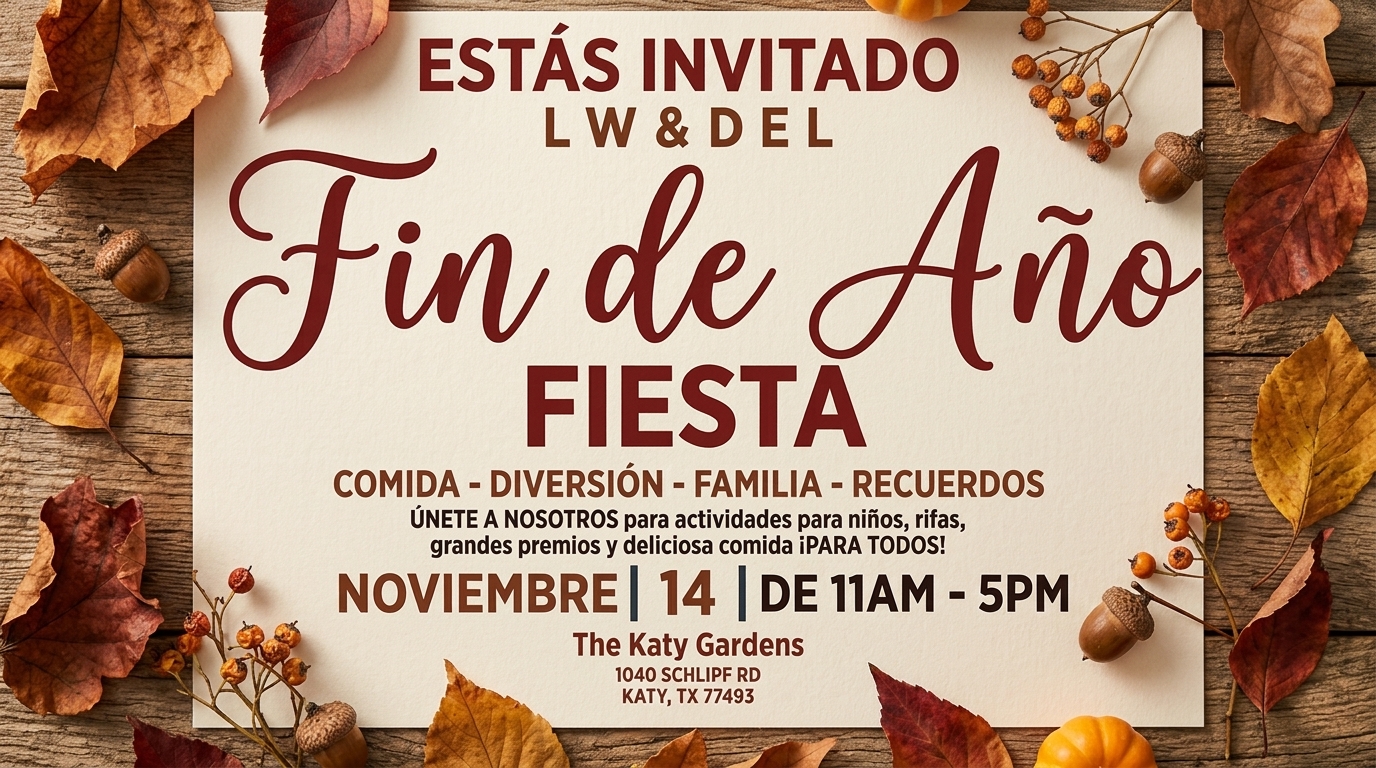 ESTÁS INVITADO
LW & DEL
Fin de Año
FIESTA
COMIDA - DIVERSIÓN - FAMILIA - RECUERDOS
ÚNETE A NOSOTROS para actividades para niños, rifas,
grandes premios y deliciosa comida ¡PARA TODOS!
NOVIEMBRE | 14 | DE 11AM - 5PM
The Katy Gardens
1040 SCHLIPF RD
KATY, TX 77493